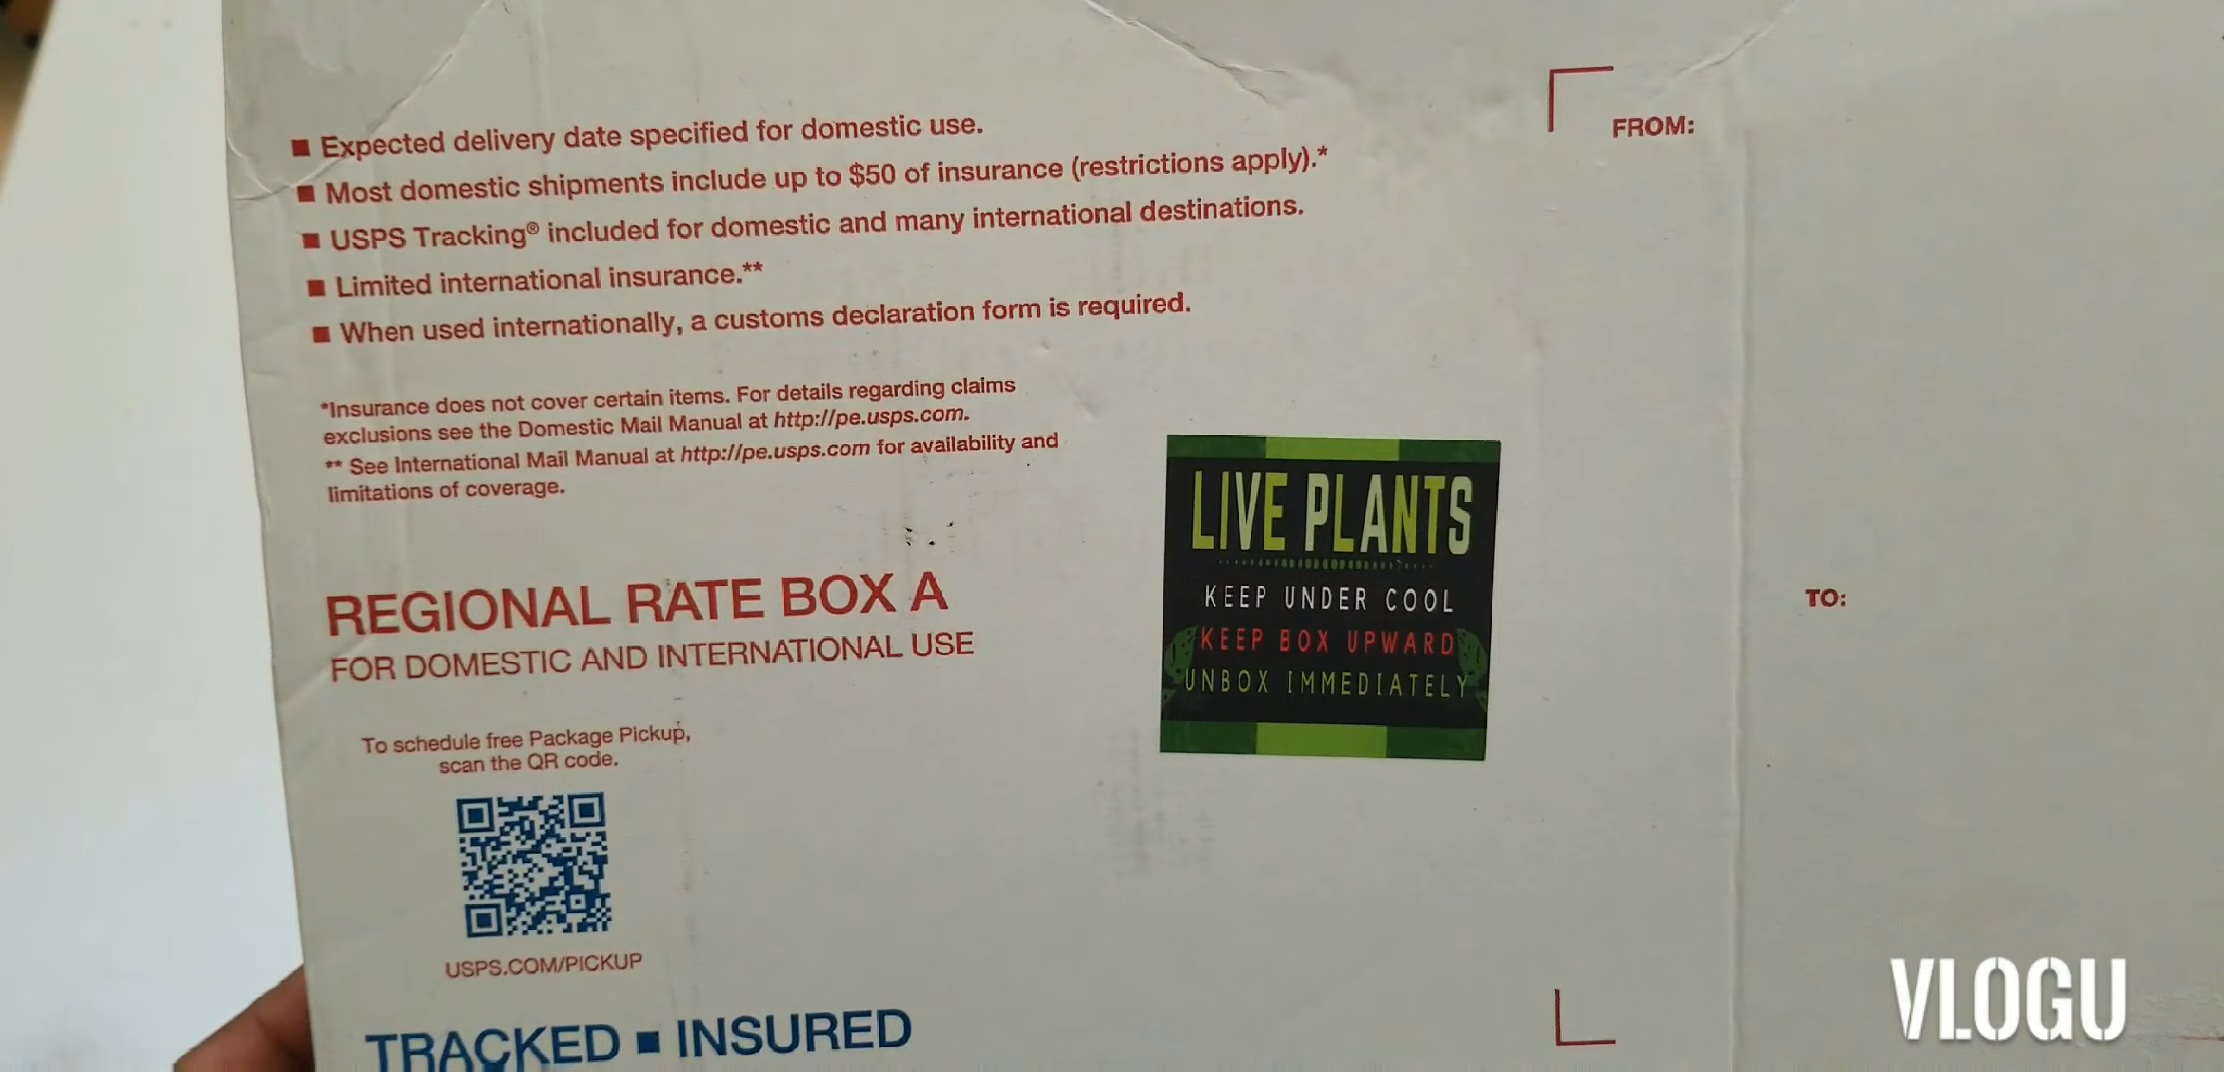 ■ Expected delivery date specified for domestic use.
■ Most domestic shipments include up to $50 of insurance (restrictions apply).*
■ USPS Tracking® included for domestic and many international destinations.
■ Limited international insurance.**
■ When used internationally, a customs declaration form is required.
*Insurance does not cover certain items. For details regarding claims
exclusions see the Domestic Mail Manual at http://pe.usps.com.
** See International Mail Manual at http://pe.usps.com for availability and
limitations of coverage.
REGIONAL RATE BOX A
FOR DOMESTIC AND INTERNATIONAL USE
To schedule free Package Pickup,
scan the QR code.
USPS.COM/PICKUP
TRACKED ■ INSURED
LIVE PLANTS
KEEP UNDER COOL
KEEP BOX UPWARD
UNBOX IMMEDIATELY
FROM:
TO:
VLOGU